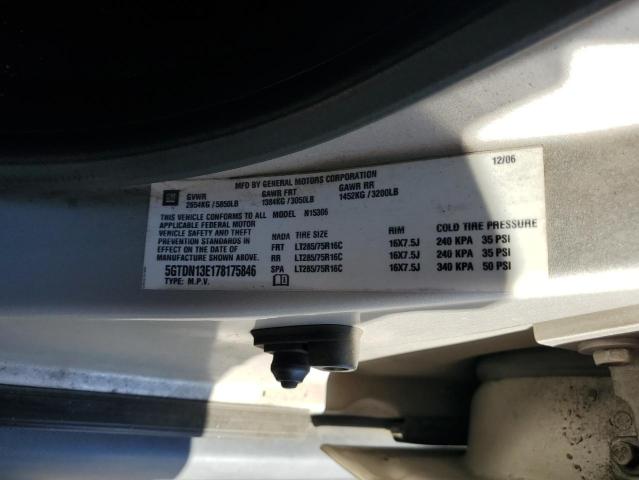 12/06
MFD BY GENERAL MOTORS CORPORATION
GM GVWR GAWR FRT GAWR RR
2654KG / 5850LB 1384KG / 3050LB 1452KG / 3200LB
THIS VEHICLE CONFORMS TO ALL MODEL N15306
APPLICABLE FEDERAL MOTOR
VEHICLE SAFETY AND THEFT
PREVENTION STANDARDS IN
EFFECT ON THE DATE OF
MANUFACTURE SHOWN ABOVE.
5GTDN13E178175846
TYPE: M.P.V.
NADA TIRE SIZE RIM COLD TIRE PRESSURE
FRT LT285/75R16C 16X7.5J 240 KPA 35 PSI
RR LT285/75R16C 16X7.5J 240 KPA 35 PSI
SPA LT285/75R16C 16X7.5J 340 KPA 50 PSI